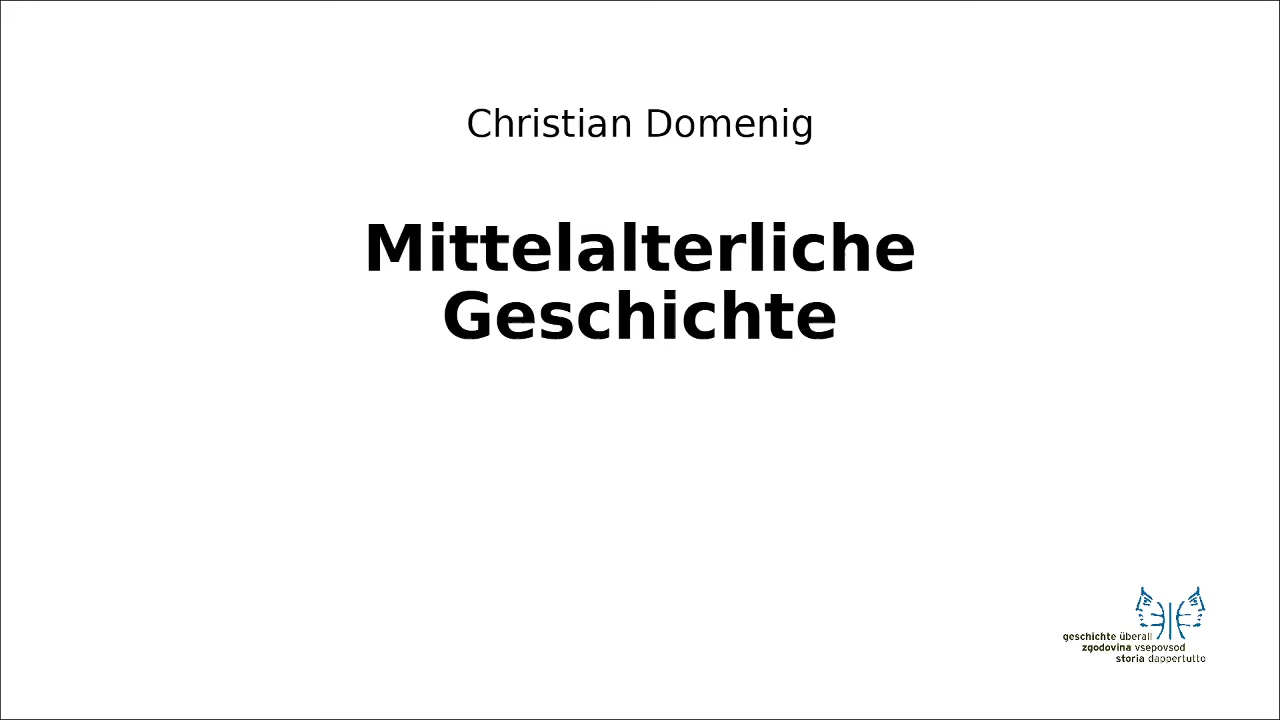 Christian Domenig
Mittelalterliche
Geschichte
geschichte überall
zgodovina vsepovsod
storia dappertutto